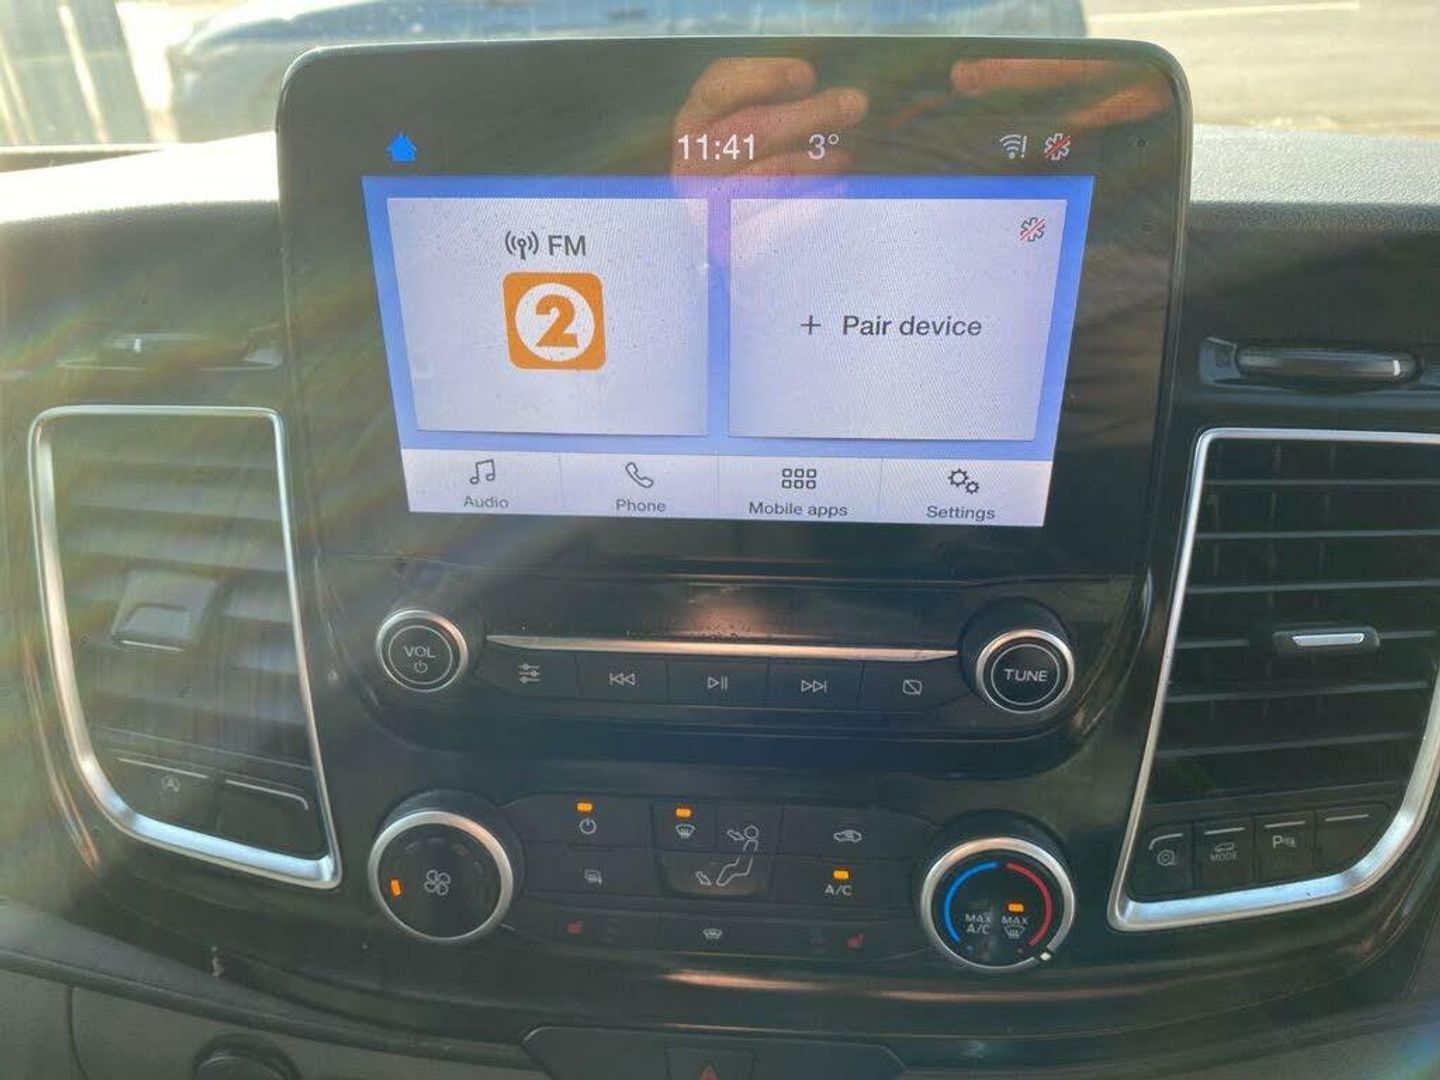 11:41 3°
FM
2
+ Pair device
Audio
Phone
Mobile apps
Settings
VOL
TUNE
A
A/C
MAX
A/C
MAX
MODE
P